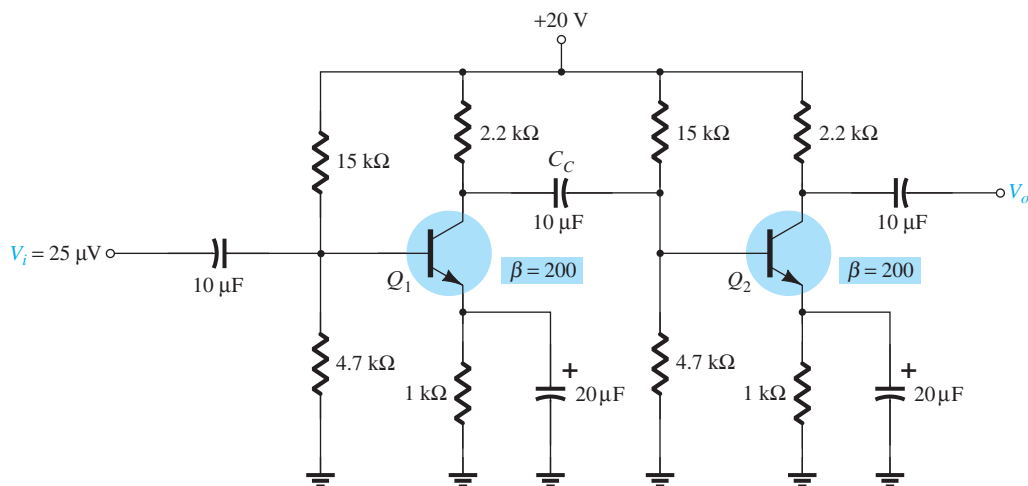 +20 V
15 kΩ
2.2 kΩ
15 kΩ
2.2 kΩ
C_C
10 μF
10 μF
V_o
V_i = 25 μV
10 μF
Q_1
β = 200
Q_2
β = 200
4.7 kΩ
1 kΩ
+
20 μF
4.7 kΩ
1 kΩ
+
20 μF